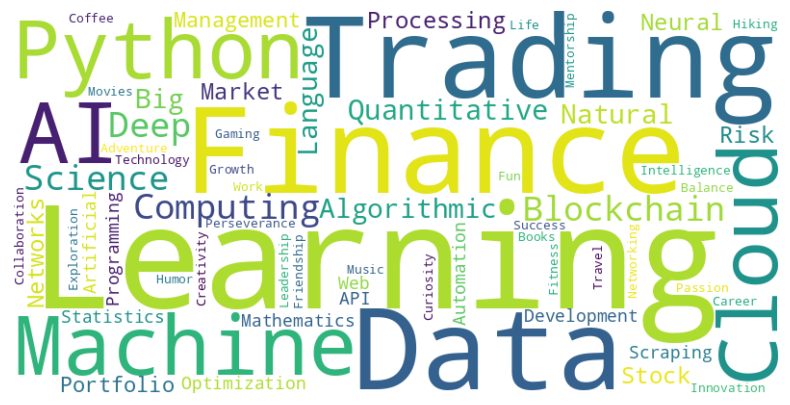 Coffee
Management
Processing
Life
Mentorship
Neural
Hiking
Python
Trading
Movies
Big
Market
Language
Quantitative
Natural
AI
Deep
Gaming
Finance
Risk
Cloud
Adventure
Technology
Science
Growth
Work
Fun
Intelligence
Balance
Computing
Algorithmic
Blockchain
Collaboration
Networks
Exploration
Artificial
Programming
Perseverance
Creativity
Success
Books
Learning
Humor
Leadership
Friendship
Music
Web
API
Curiosity
Automation
Fitness
Travel
Networking
Passion
Career
Statistics
Mathematics
Development
Machine
Data
Scraping
Portfolio
Optimization
Stock
Innovation